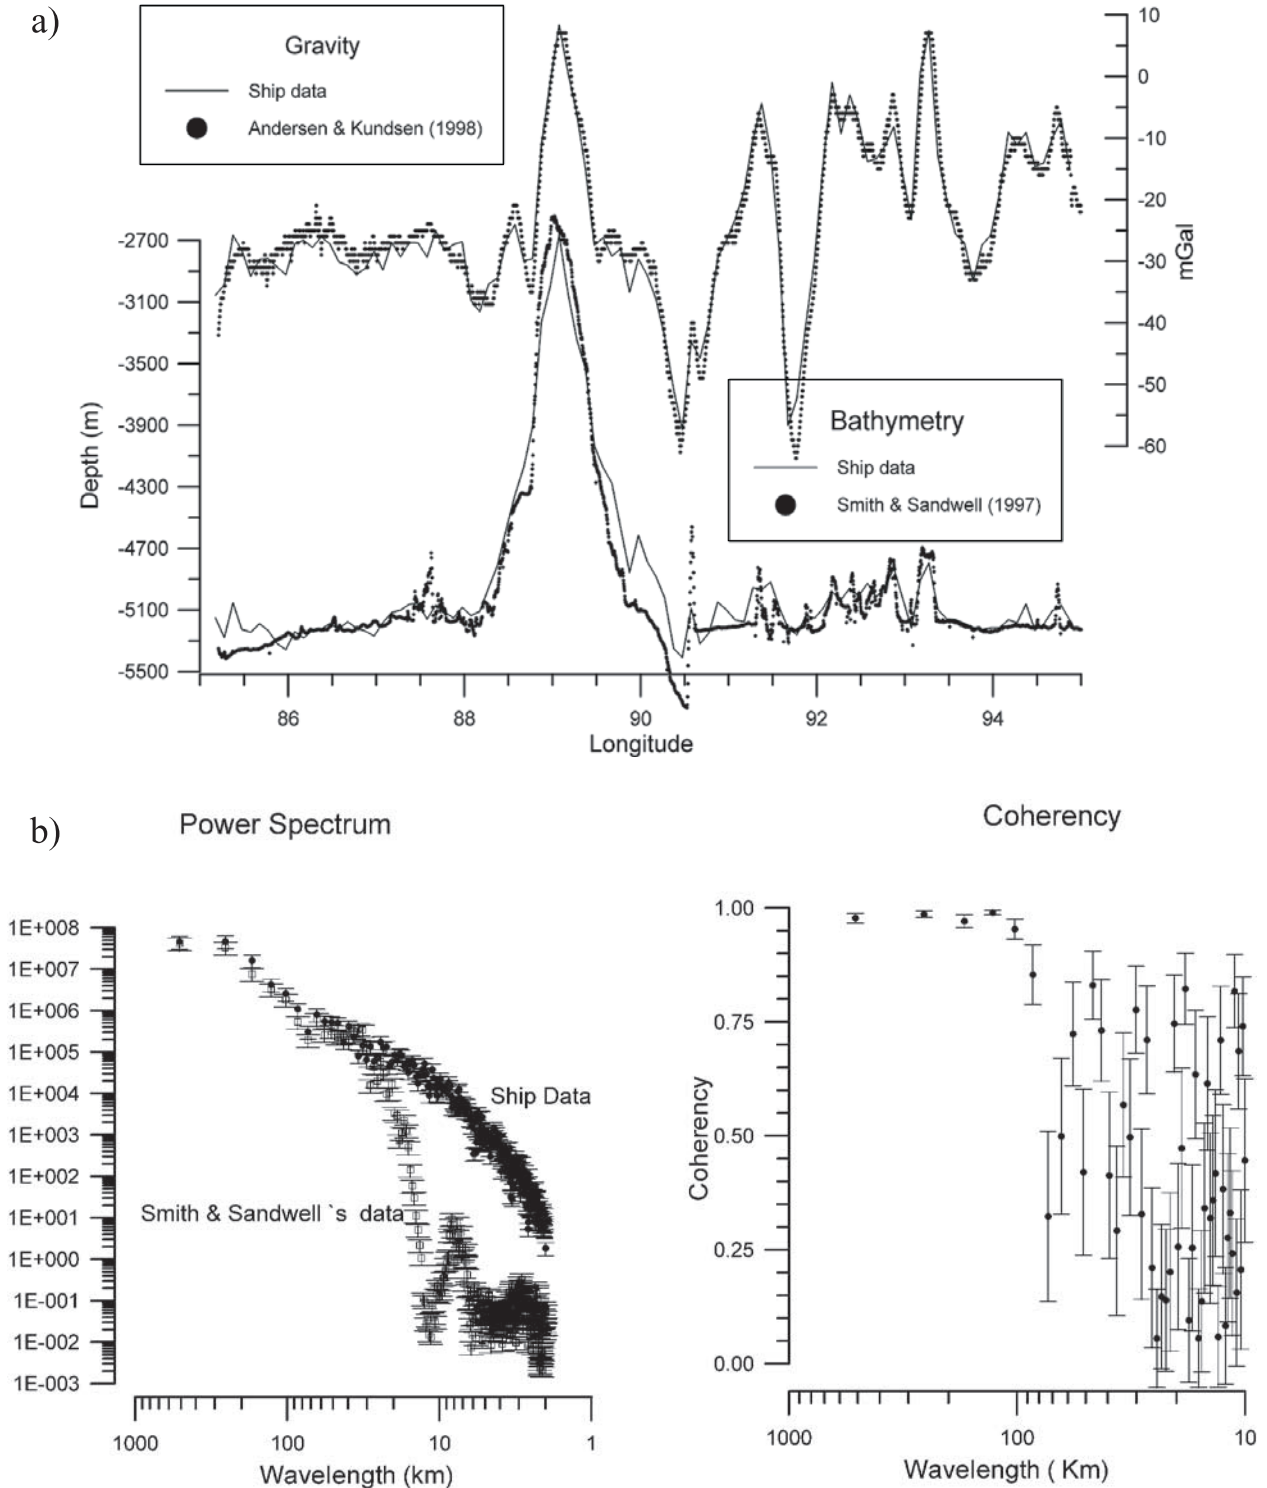 a)
Gravity
Ship data
Andersen & Kundsen (1998)
10
0
-10
-20
-30
-40
-50
-60
mGal
-2700
-3100
-3500
-3900
-4300
-4700
-5100
-5500
Depth (m)
Bathymetry
Ship data
Smith & Sandwell (1997)
86 88 90 92 94
Longitude
b)
Power Spectrum
1E+008
1E+007
1E+006
1E+005
1E+004
1E+003
1E+002
1E+001
1E+000
1E-001
1E-002
1E-003
Ship Data
Smith & Sandwell `s data
1000 100 10 1
Wavelength (km)
Coherency
1.00
0.75
0.50
0.25
0.00
Coherency
1000 100 10
Wavelength ( Km)